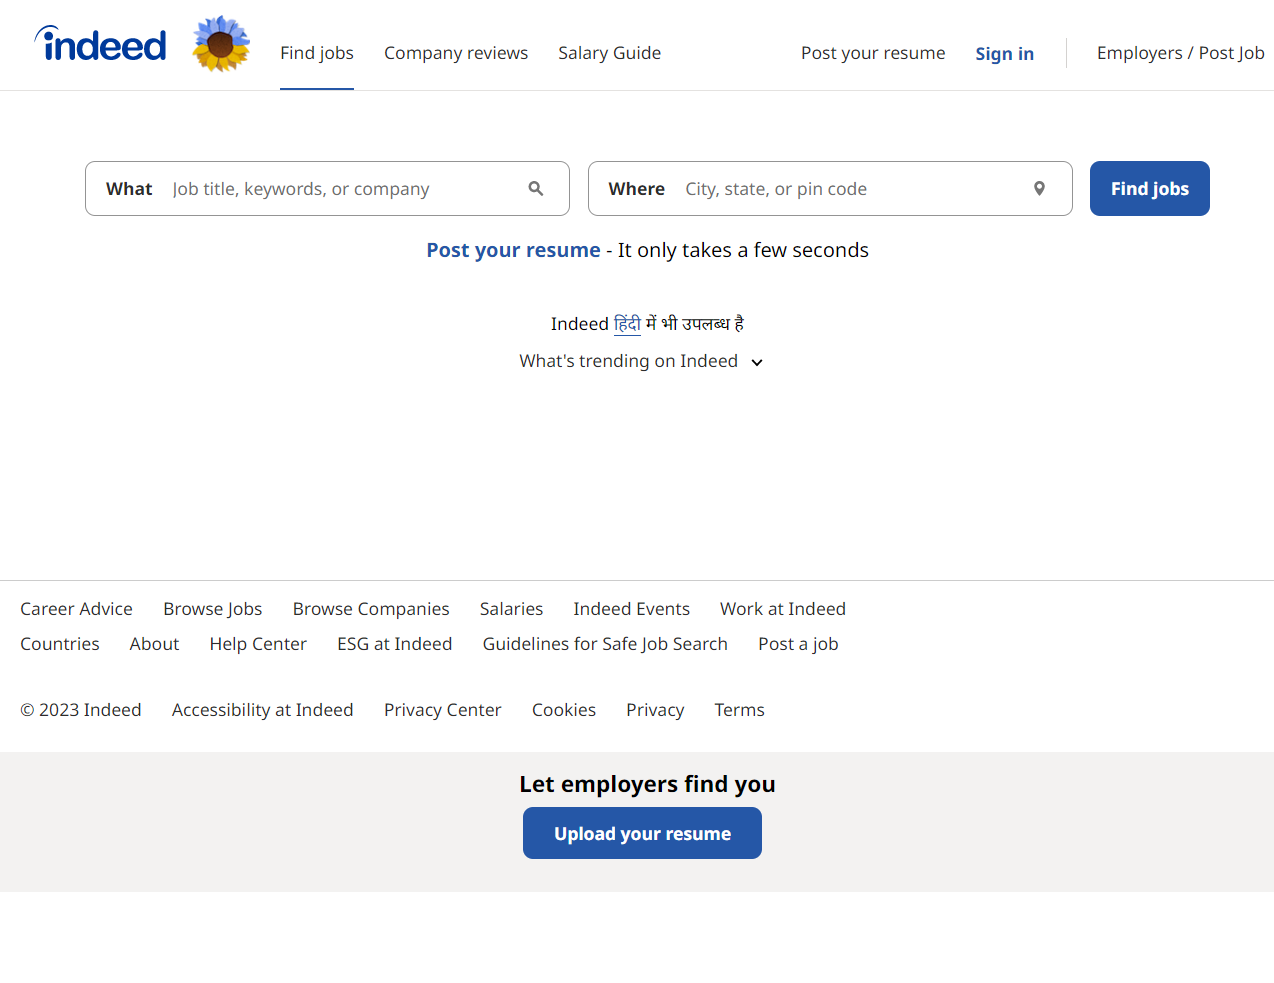 indeed Find jobs Company reviews Salary Guide Post your resume Sign in Employers / Post Job
What Job title, keywords, or company Where City, state, or pin code Find jobs
Post your resume - It only takes a few seconds
Indeed हिंदी में भी उपलब्ध है
What's trending on Indeed
Career Advice Browse Jobs Browse Companies Salaries Indeed Events Work at Indeed
Countries About Help Center ESG at Indeed Guidelines for Safe Job Search Post a job
© 2023 Indeed Accessibility at Indeed Privacy Center Cookies Privacy Terms
Let employers find you
Upload your resume